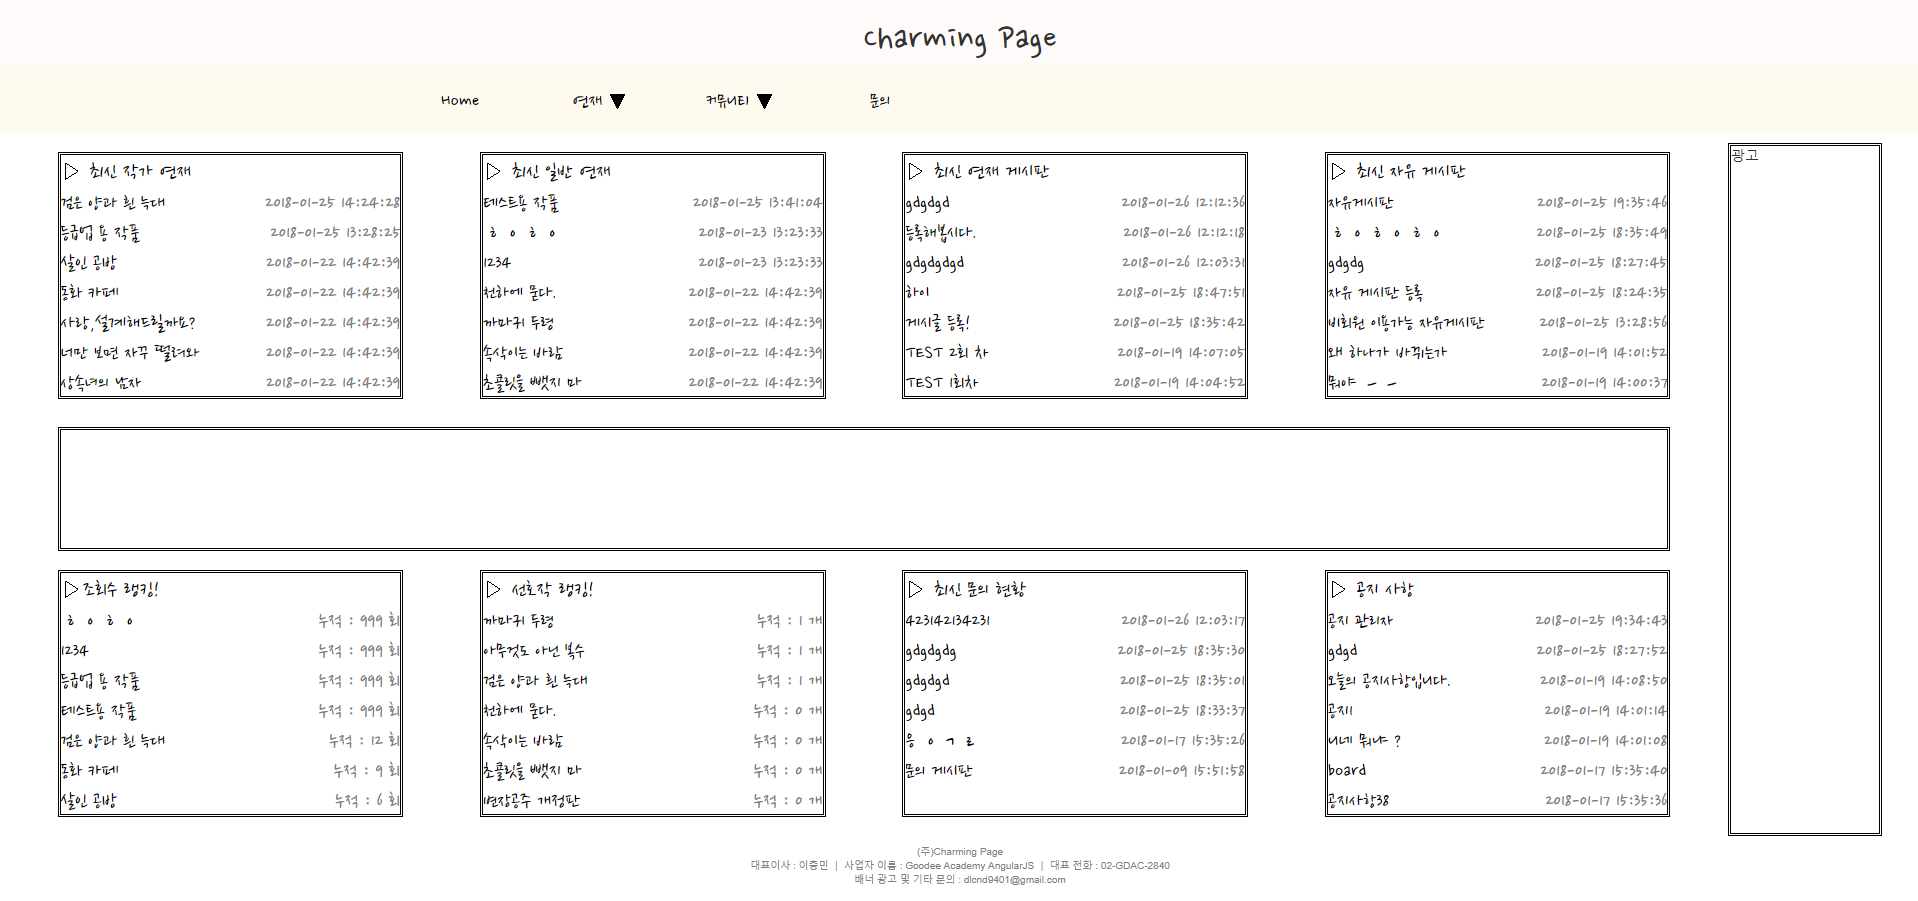 Charming Page
Home 연재 ▼ 커뮤니티 ▼ 문의
▷ 최신 작가 연재
검은 양과 흰 늑대 2018-01-25 14:24:28
등급업 용 작품 2018-01-25 13:28:25
살인 공방 2018-01-22 14:42:39
동화 카페 2018-01-22 14:42:39
사랑,설계해드릴까요? 2018-01-22 14:42:39
너만 보면 자꾸 떨려와 2018-01-22 14:42:39
상속녀의 남자 2018-01-22 14:42:39
▷ 최신 일반 연재
테스트용 작품 2018-01-25 13:41:04
ㅎ ㅇ ㅎ ㅇ 2018-01-23 13:23:33
1234 2018-01-23 13:23:33
천하에 묻다. 2018-01-22 14:42:39
까마귀 두령 2018-01-22 14:42:39
속삭이는 바람 2018-01-22 14:42:39
초콜릿을 뺏지 마 2018-01-22 14:42:39
▷ 최신 연재 게시판
gdgdgd 2018-01-26 12:12:36
등록해봅시다. 2018-01-26 12:12:18
gdgdgdgd 2018-01-26 12:03:31
하이 2018-01-25 18:47:51
게시글 등록! 2018-01-25 18:35:42
TEST 2회 차 2018-01-19 14:07:05
TEST 1회차 2018-01-19 14:04:52
▷ 최신 자유 게시판
자유게시판 2018-01-25 19:35:46
ㅎ ㅇ ㅎ ㅇ ㅎ ㅇ 2018-01-25 18:35:49
gdgdg 2018-01-25 18:27:45
자유 게시판 등록 2018-01-25 18:24:35
비회원 이용가능 자유게시판 2018-01-25 13:28:56
왜 하나가 바뀌는가 2018-01-19 14:01:52
뭐야 ㅡ ㅡ 2018-01-19 14:00:37
광고
▷조회수 랭킹!
ㅎ ㅇ ㅎ ㅇ 누적 : 999 회
1234 누적 : 999 회
등급업 용 작품 누적 : 999 회
테스트용 작품 누적 : 999 회
검은 양과 흰 늑대 누적 : 12 회
동화 카페 누적 : 9 회
살인 공방 누적 : 6 회
▷ 선호작 랭킹!
까마귀 두령 누적 : 1 개
아무것도 아닌 복수 누적 : 1 개
검은 양과 흰 늑대 누적 : 1 개
천하에 묻다. 누적 : 0 개
속삭이는 바람 누적 : 0 개
초콜릿을 뺏지 마 누적 : 0 개
변장공주 개정판 누적 : 0 개
▷ 최신 문의 현황
423142134231 2018-01-26 12:03:17
gdgdgdg 2018-01-25 18:35:30
gdgdgd 2018-01-25 18:35:01
gdgd 2018-01-25 18:33:37
응 ㅇ ㄱ ㄹ 2018-01-17 15:35:26
문의 게시판 2018-01-09 15:51:58
▷ 공지 사항
공지 관리자 2018-01-25 19:34:43
gdgd 2018-01-25 18:27:52
오늘의 공지사항입니다. 2018-01-19 14:08:50
공지1 2018-01-19 14:01:14
니네 뭐냐 ? 2018-01-19 14:01:08
board 2018-01-17 15:35:40
공지사항38 2018-01-17 15:35:36
(주)Charming Page
대표이사 : 이충민 | 사업자 이름 : Goodee Academy AngularJS | 대표 전화 : 02-GDAC-2840
배너 광고 및 기타 문의 : dlcnd9401@gmail.com